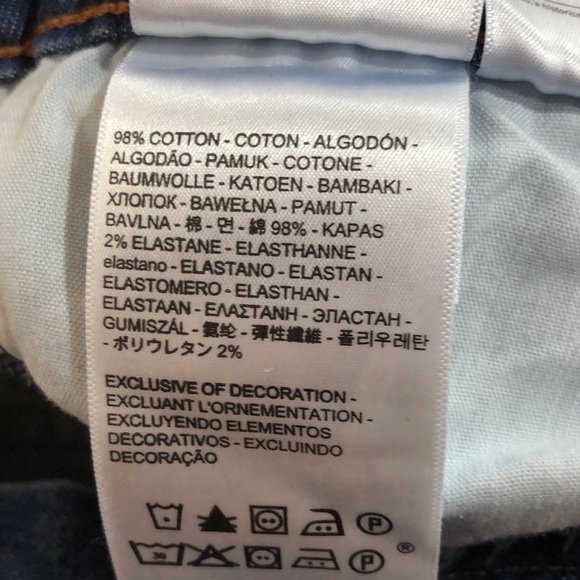 98% COTTON - COTON - ALGODÓN -
ALGODÃO - PAMUK - COTONE -
BAUMWOLLE - KATOEN - BAMBAKI -
ХЛОПОК - BAWEŁNA - PAMUT -
BAVLNA - 棉 - 면 - 綿 98% - KAPAS
2% ELASTANE - ELASTHANNE -
elastano - ELASTANO - ELASTAN -
ELASTOMERO - ELASTHAN -
ELASTAAN - ΕΛΑΣΤΑΝΗ - ЭЛАСТАН -
GUMISZÁL - 氨纶 - 彈性纖維 - 폴리우레탄
- ポリウレタン 2%
EXCLUSIVE OF DECORATION -
EXCLUANT L'ORNEMENTATION -
EXCLUYENDO ELEMENTOS
DECORATIVOS - EXCLUINDO
DECORAÇÃO
P
30 P ®